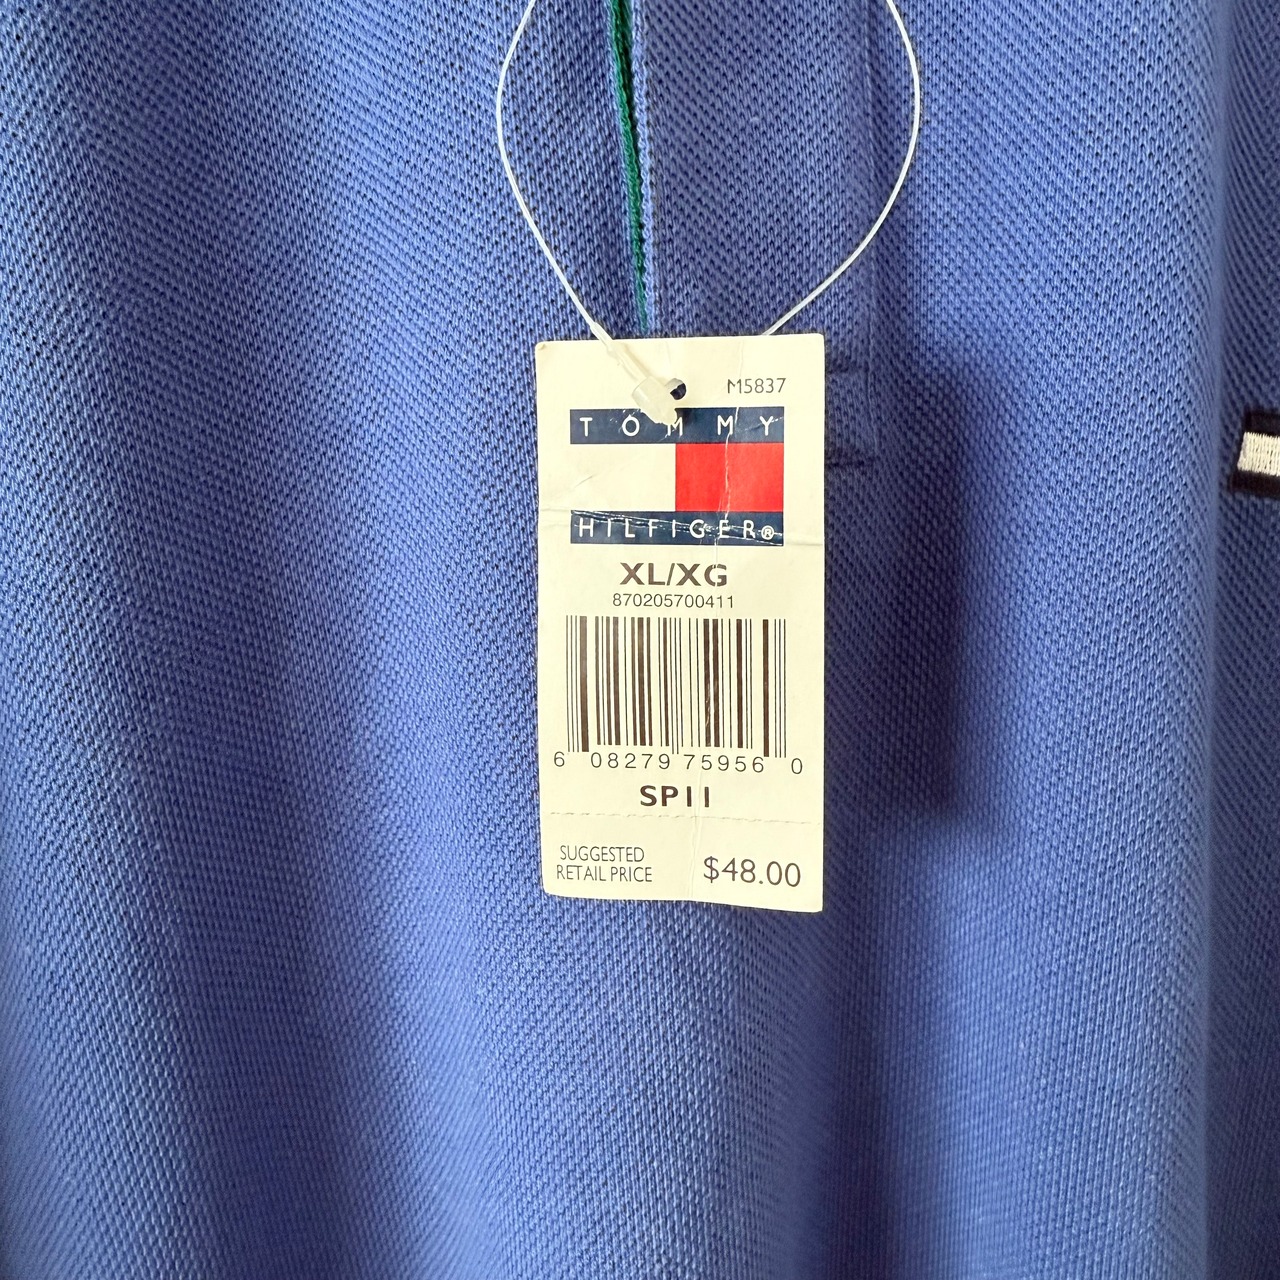 M5837
TOMMY
HILFIGER®
XL/XG
870205700411
6 08279 75956 0
SP11
SUGGESTED
RETAIL PRICE
$48.00